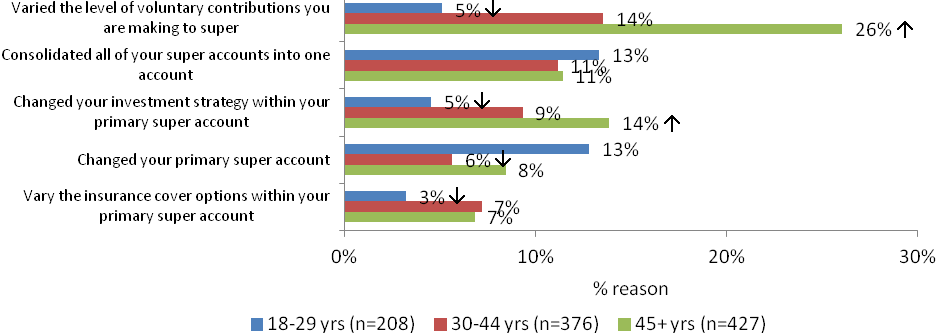 Varied the level of voluntary contributions you
are making to super
5%
14%
26%
Consolidated all of your super accounts into one
account
13%
11%
11%
Changed your investment strategy within your
primary super account
5%
9%
14%
Changed your primary super account
13%
6%
8%
Vary the insurance cover options within your
primary super account
3%
7%
7%
0% 10% 20% 30%
% reason
18-29 yrs (n=208) 30-44 yrs (n=376) 45+ yrs (n=427)